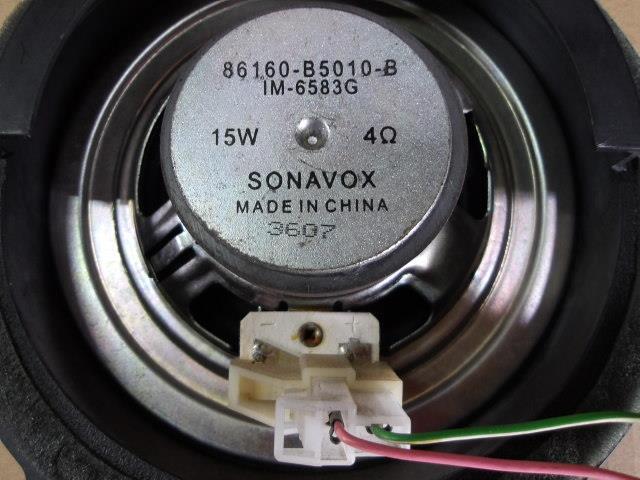 86160-B5010-B
IM-6583G
15W 4Ω
SONAVOX
MADE IN CHINA
3607